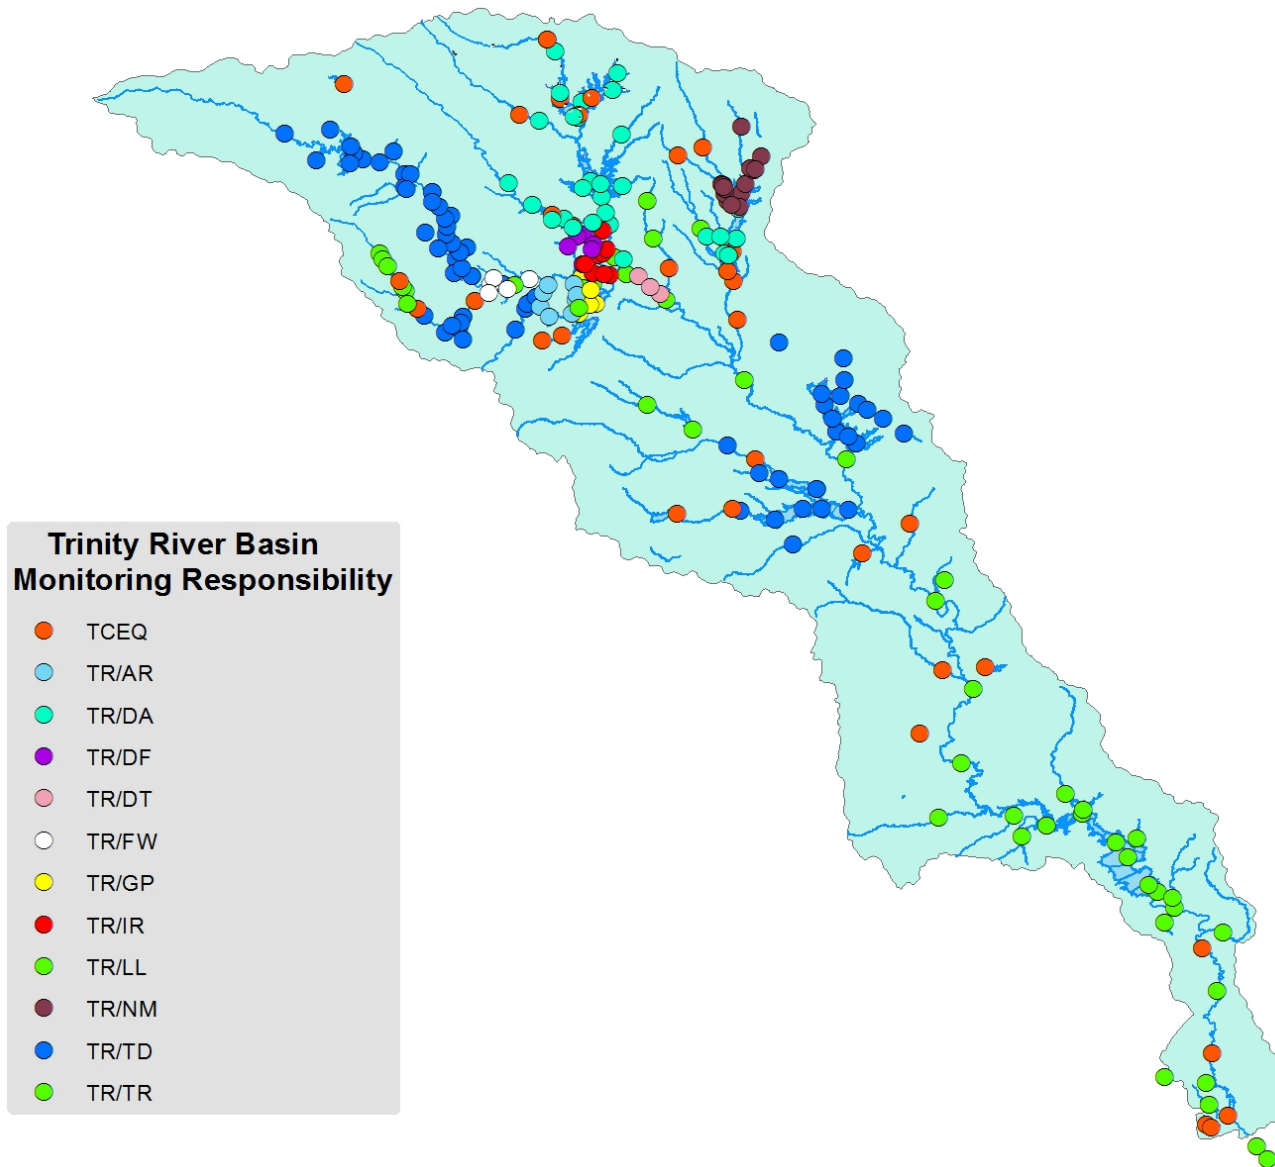 Trinity River Basin
Monitoring Responsibility
TCEQ
TR/AR
TR/DA
TR/DF
TR/DT
TR/FW
TR/GP
TR/IR
TR/LL
TR/NM
TR/TD
TR/TR